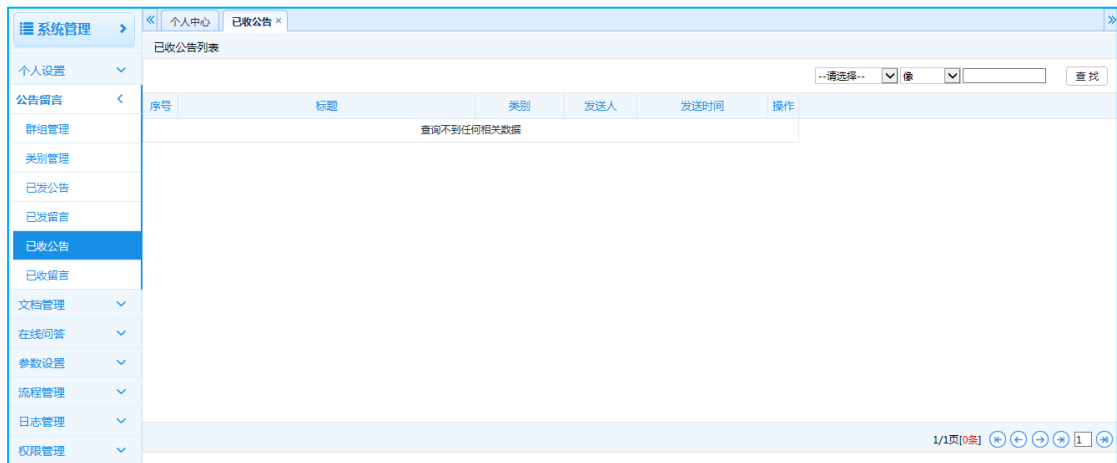 系统管理
个人中心 已收公告 ×
已收公告列表
个人设置
--请选择-- 像 查 找
公告留言
序号 标题 类别 发送人 发送时间 操作
群组管理
查询不到任何相关数据
类别管理
已发公告
已发留言
已收公告
已收留言
文档管理
在线问答
参数设置
流程管理
日志管理
1/1页[0条] 1
权限管理